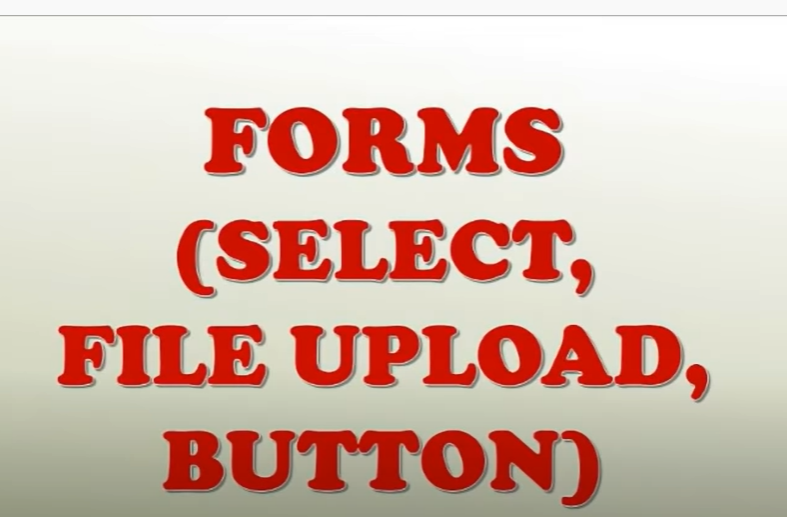 FORMS
(SELECT,
FILE UPLOAD,
BUTTON)